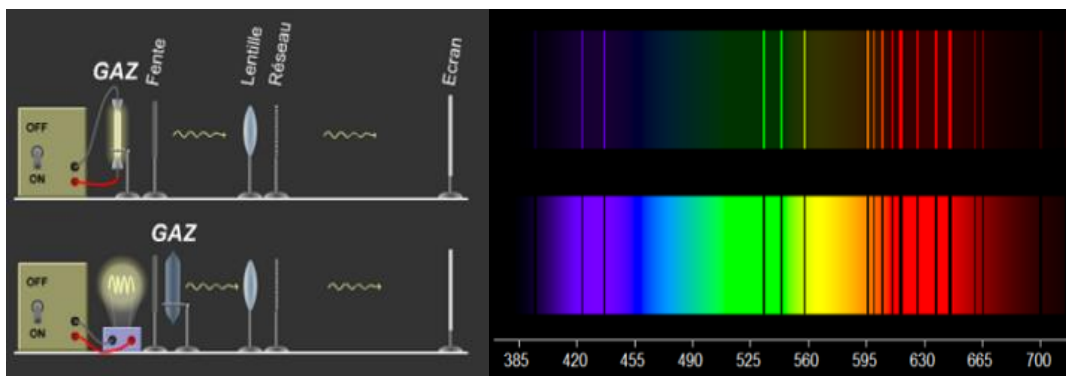 GAZ
Fente
Lentille
Réseau
Ecran
OFF
ON
GAZ
OFF
ON
385 420 455 490 525 560 595 630 665 700